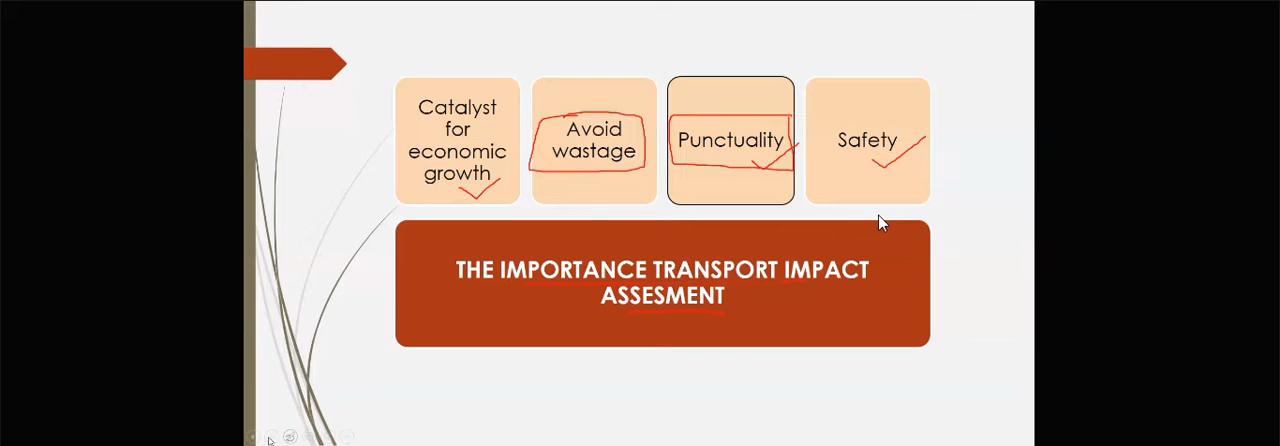 Catalyst
for
economic
growth
Avoid
wastage
Punctuality
Safety
THE IMPORTANCE TRANSPORT IMPACT
ASSESMENT